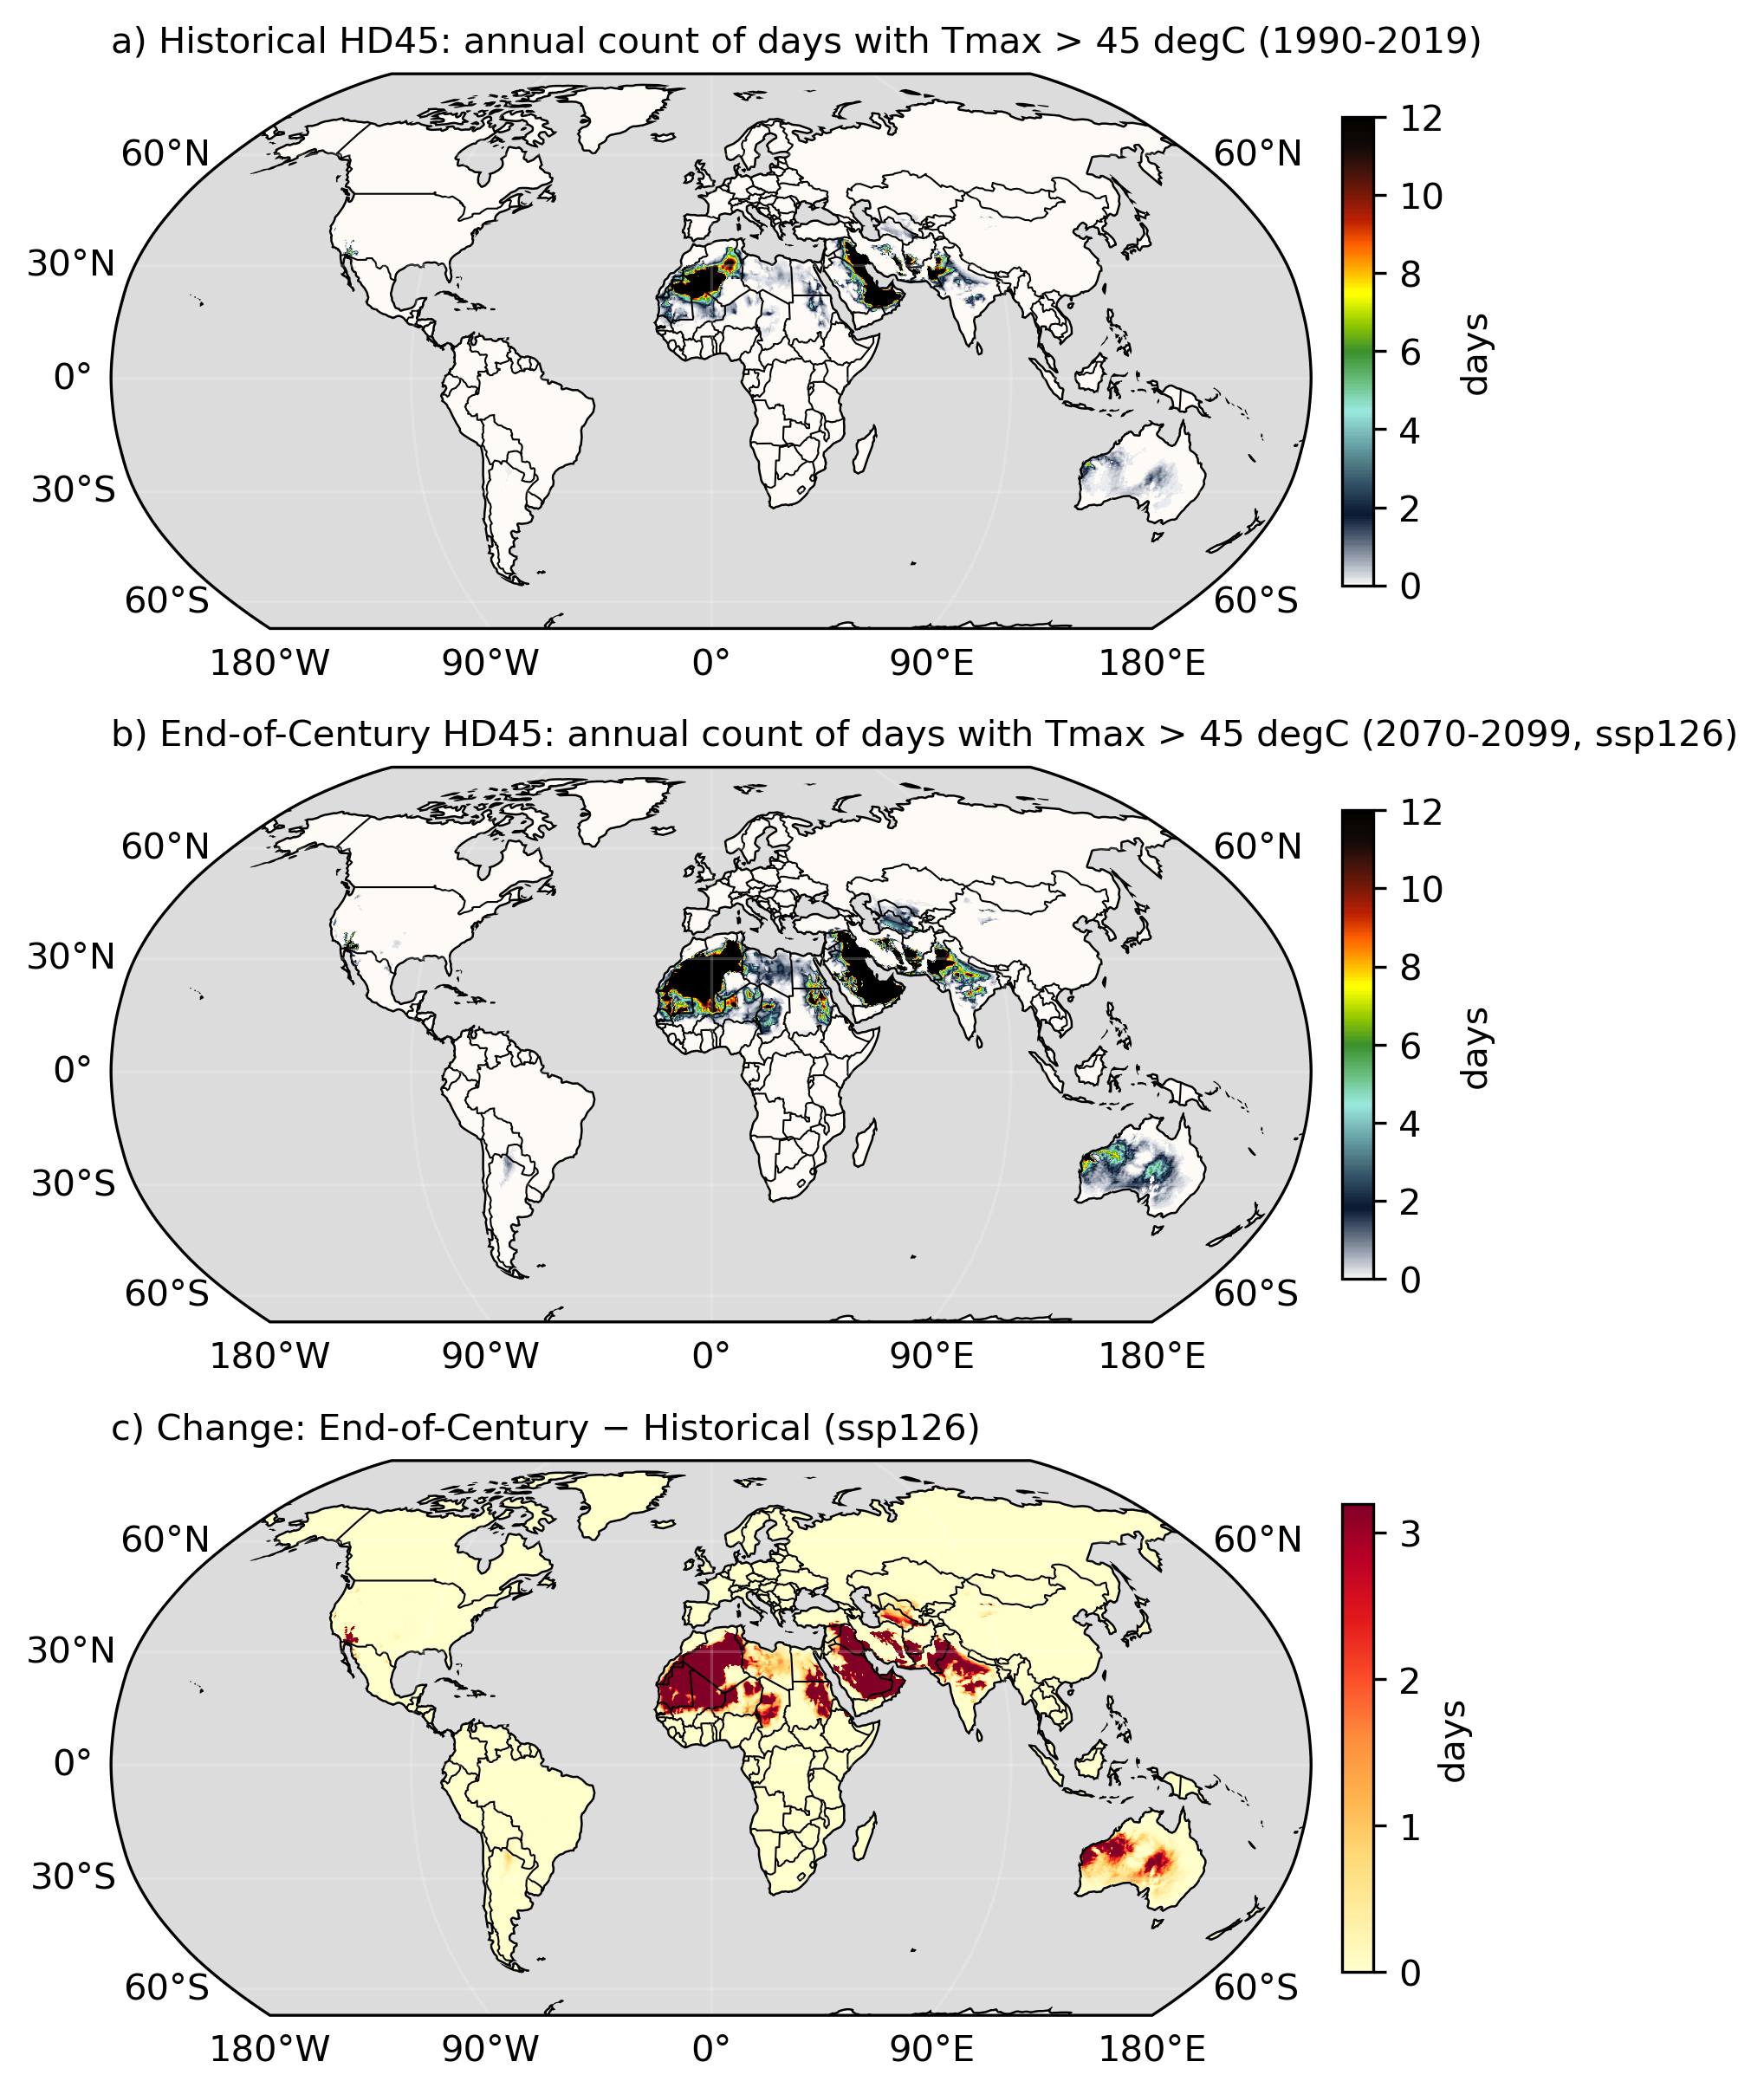 a) Historical HD45: annual count of days with Tmax > 45 degC (1990-2019)
12
60°N 60°N
10
30°N
8
6
0°
days
4
30°S
2
60°S 60°S
0
180°W 90°W 0° 90°E 180°E
b) End-of-Century HD45: annual count of days with Tmax > 45 degC (2070-2099, ssp126)
12
60°N 60°N
10
30°N
8
6
0°
days
4
30°S
2
60°S 60°S
0
180°W 90°W 0° 90°E 180°E
c) Change: End-of-Century − Historical (ssp126)
3
60°N 60°N
30°N
2
0°
days
1
30°S
0
60°S 60°S
180°W 90°W 0° 90°E 180°E